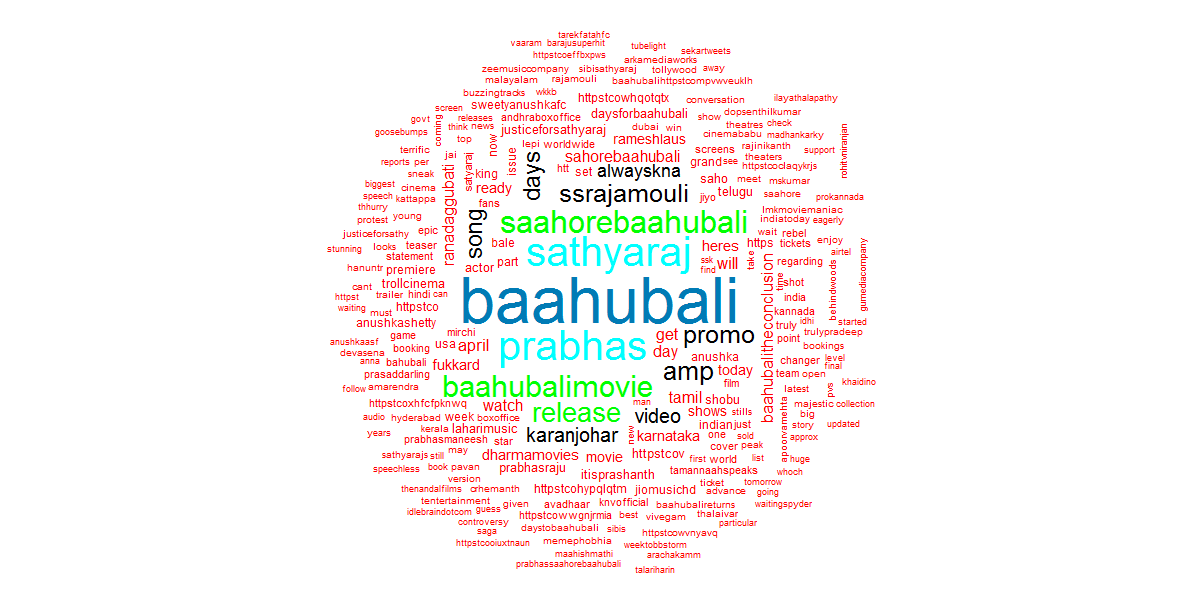 tarekfatahfc
vaaram barajusuperhit tubelight
httpstcoeffbxpws sekartweets
arkamediaworks
zeemusiccompany sibisathyaraj tollywood away
malayalam rajamouli baahubalihttpstcompvwveuklh
buzzingtracks wkkb
httpstcowhqotqtx conversation ilayathalapathy
screen sweetyanushkafc
releases andhraboxoffice daysforbaahubali show dopsenthilkumar
govt coming think news justiceforsathyaraj dubai win theatres check
goosebumps top now lepi worldwide rameshlaus cinemababu madhankarky
terrific jai satyaraj issue sahorebaahubali screens rajinikanth support rohitvniranjan
reports per grand see theaters
sneak king days htt set alwayskna httpstcoclaqykrjs
biggest cinema ranadaggubati ready ssrajamouli saho meet mskumar
speech kattappa fans jiyo telugu saahore prokannada
thhurry young song saahorebaahubali lmkmoviemaniac
protest epic indiatoday eagerly
justiceforsathy wait rebel
stunning looks teaser bale sathyaraj heres https tickets enjoy
statement part take airtel
hanuntr premiere actor ssk will time regarding behindwoods gumediacompany
find
cant trollcinema baahubali baahubalitheconclusion shot
httpst trailer hindi can india
waiting must httpstco kannada
anushkashetty truly idhi started
game mirchi prabhas get promo point trulypradeep
anushkaasf booking usa april day anushka bookings
devasena anna bahubali fukkard amp today changer level
prasaddarling film team open final
follow amarendra baahubalimovie man tamil shobu latest pvs khaidino
httpstcoxhfcfpknwq watch release video shows stills apoorvamehta majestic collection
audio hyderabad week boxoffice indian just big
kerala laharimusic karanjohar new karnataka one sold story updated
years prabhasmaneesh star cover peak approx
sathyarajs still may dharmamovies movie httpstcov first world list huge
speechless book pavan prabhasraju itisprashanth tamannaahspeaks whoch
version ticket tomorrow
thenandalfilms crhemanth httpstcohypqlqtm jiomusichd advance going
tentertainment given avadhaar knvofficial baahubalireturns waitingspyder
idlebraindotcom guess httpstcowwgnjrmia best vivegam thalaivar
controversy daystobaahubali sibis particular
saga httpstcowvnyavq
httpstcooiuxtnaun memephobhia weektobbstorm
maahishmathi arachakamm
prabhassaahorebaahubali talariharin